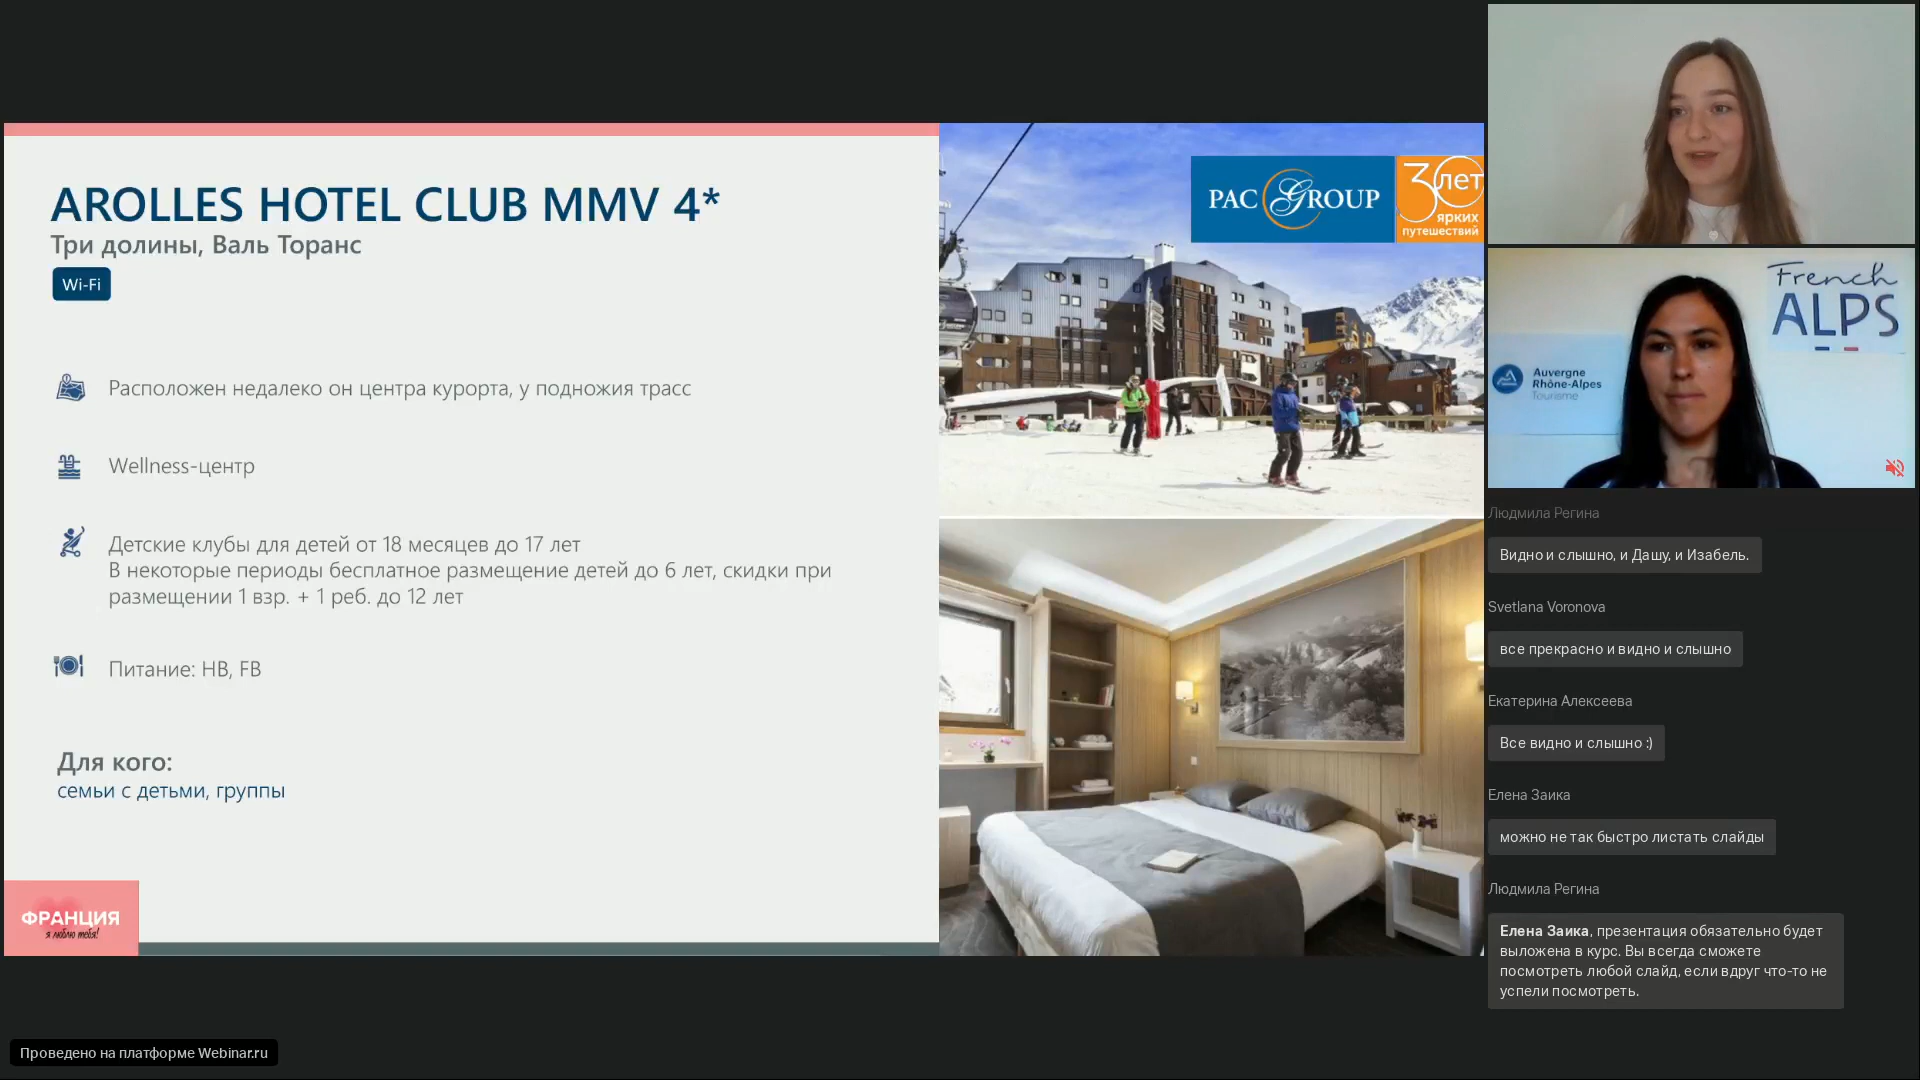 AROLLES HOTEL CLUB MMV 4*
Три долины, Валь Торанс
Wi-Fi
Расположен недалеко он центра курорта, у подножия трасс
Wellness-центр
Детские клубы для детей от 18 месяцев до 17 лет
В некоторые периоды бесплатное размещение детей до 6 лет, скидки при
размещении 1 взр. + 1 реб. до 12 лет
Питание: HB, FB
Для кого:
семьи с детьми, группы
ФРАНЦИЯ
я люблю тебя!
PAC GROUP
30 лет
ярких
путешествий
French
ALPS
Auvergne
Rhône-Alpes
Tourisme
Людмила Регина
Видно и слышно, и Дашу, и Изабель.
Svetlana Voronova
все прекрасно и видно и слышно
Екатерина Алексеева
Все видно и слышно :)
Елена Заика
можно не так быстро листать слайды
Людмила Регина
Елена Заика, презентация обязательно будет
выложена в курс. Вы всегда сможете
посмотреть любой слайд, если вдруг что-то не
успели посмотреть.
Проведено на платформе Webinar.ru